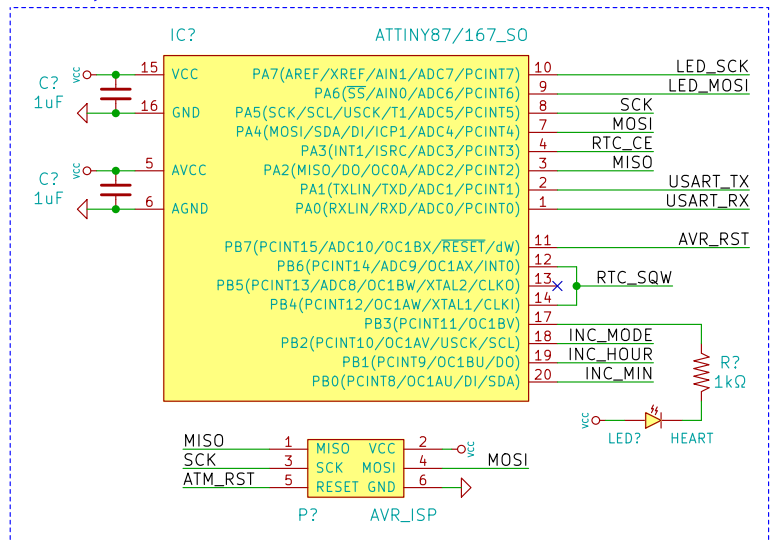 IC? ATTINY87/167_SO
VCC 15 VCC PA7(AREF/XREF/AIN1/ADC7/PCINT7) 10 LED_SCK
C? PA6(SS/AIN0/ADC6/PCINT6) 9 LED_MOSI
1uF 16 GND PA5(SCK/SCL/USCK/T1/ADC5/PCINT5) 8 SCK
PA4(MOSI/SDA/DI/ICP1/ADC4/PCINT4) 7 MOSI
PA3(INT1/ISRC/ADC3/PCINT3) 4 RTC_CE
VCC 5 AVCC PA2(MISO/DO/OC0A/ADC2/PCINT2) 3 MISO
C? PA1(TXLIN/TXD/ADC1/PCINT1) 2 USART_TX
1uF 6 AGND PA0(RXLIN/RXD/ADC0/PCINT0) 1 USART_RX
PB7(PCINT15/ADC10/OC1BX/RESET/dW) 11 AVR_RST
PB6(PCINT14/ADC9/OC1AX/INT0) 12
PB5(PCINT13/ADC8/OC1BW/XTAL2/CLKO) 13 RTC_SQW
PB4(PCINT12/OC1AW/XTAL1/CLKI) 14
PB3(PCINT11/OC1BV) 17
PB2(PCINT10/OC1AV/USCK/SCL) 18 INC_MODE
PB1(PCINT9/OC1BU/DO) 19 INC_HOUR R?
PB0(PCINT8/OC1AU/DI/SDA) 20 INC_MIN 1kΩ
VCC
LED? HEART
MISO 1 MISO VCC 2 VCC
SCK 3 SCK MOSI 4 MOSI
ATM_RST 5 RESET GND 6
P? AVR_ISP